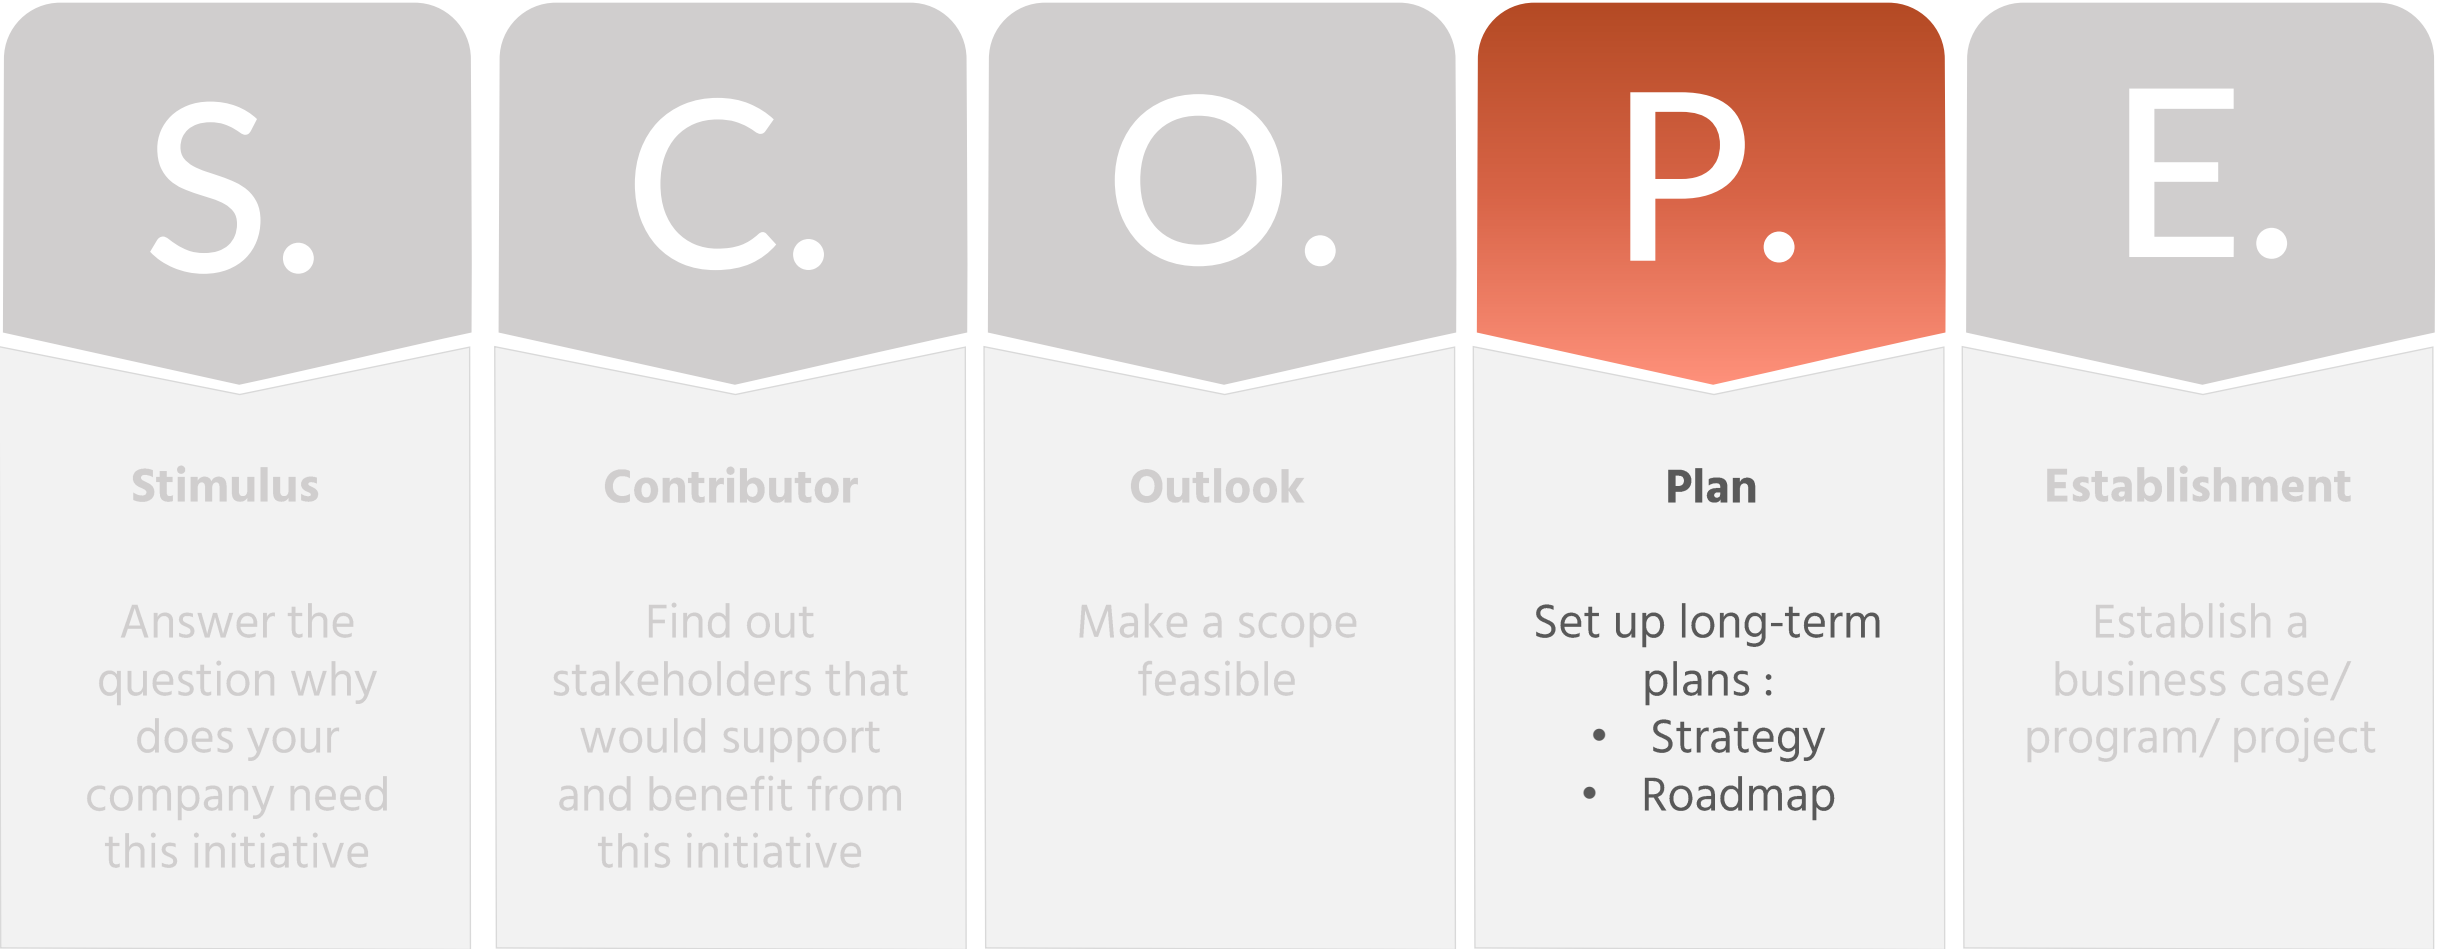 S.
Stimulus
Answer the
question why
does your
company need
this initiative
C.
Contributor
Find out
stakeholders that
would support
and benefit from
this initiative
O.
Outlook
Make a scope
feasible
P.
Plan
Set up long-term
plans :
• Strategy
• Roadmap
E.
Establishment
Establish a
business case/
program/ project